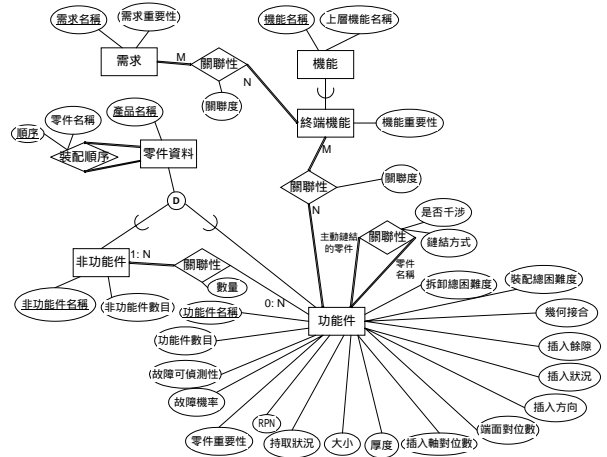 需求名稱
需求重要性
機能名稱
上層機能名稱
需求
M
關聯性
N
關聯度
機能
終端機能
機能重要性
M
產品名稱
零件名稱
順序
裝配順序
零件資料
關聯性
關聯度
N
D
主動鏈結
的零件
關聯性
是否干涉
鏈結方式
零件
名稱
非功能件
1: N
關聯性
數量
0: N
非功能件名稱
(非功能件數目)
功能件名稱
功能件
拆卸總困難度
裝配總困難度
幾何接合
插入餘隙
插入狀況
插入方向
端面對位數
插入軸對位數
厚度
大小
持取狀況
RPN
零件重要性
故障機率
故障可偵測性
功能件數目